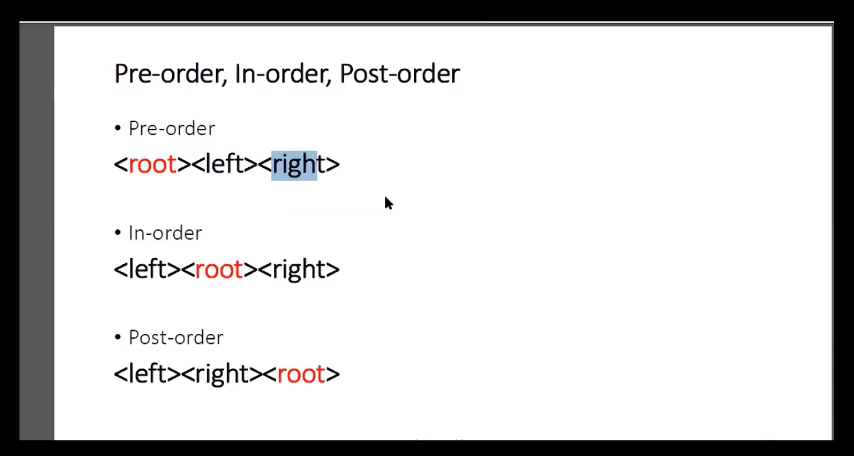 Pre-order, In-order, Post-order
• Pre-order
<root><left><right>
• In-order
<left><root><right>
• Post-order
<left><right><root>